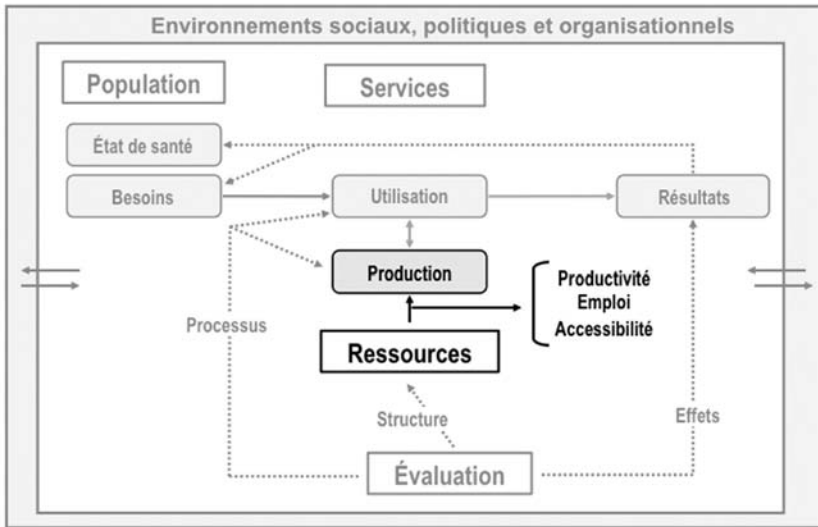 Environnements sociaux, politiques et organisationnels
Population
Services
État de santé
Besoins
Utilisation
Résultats
Production
Productivité
Emploi
Accessibilité
Processus
Ressources
Structure
Effets
Évaluation